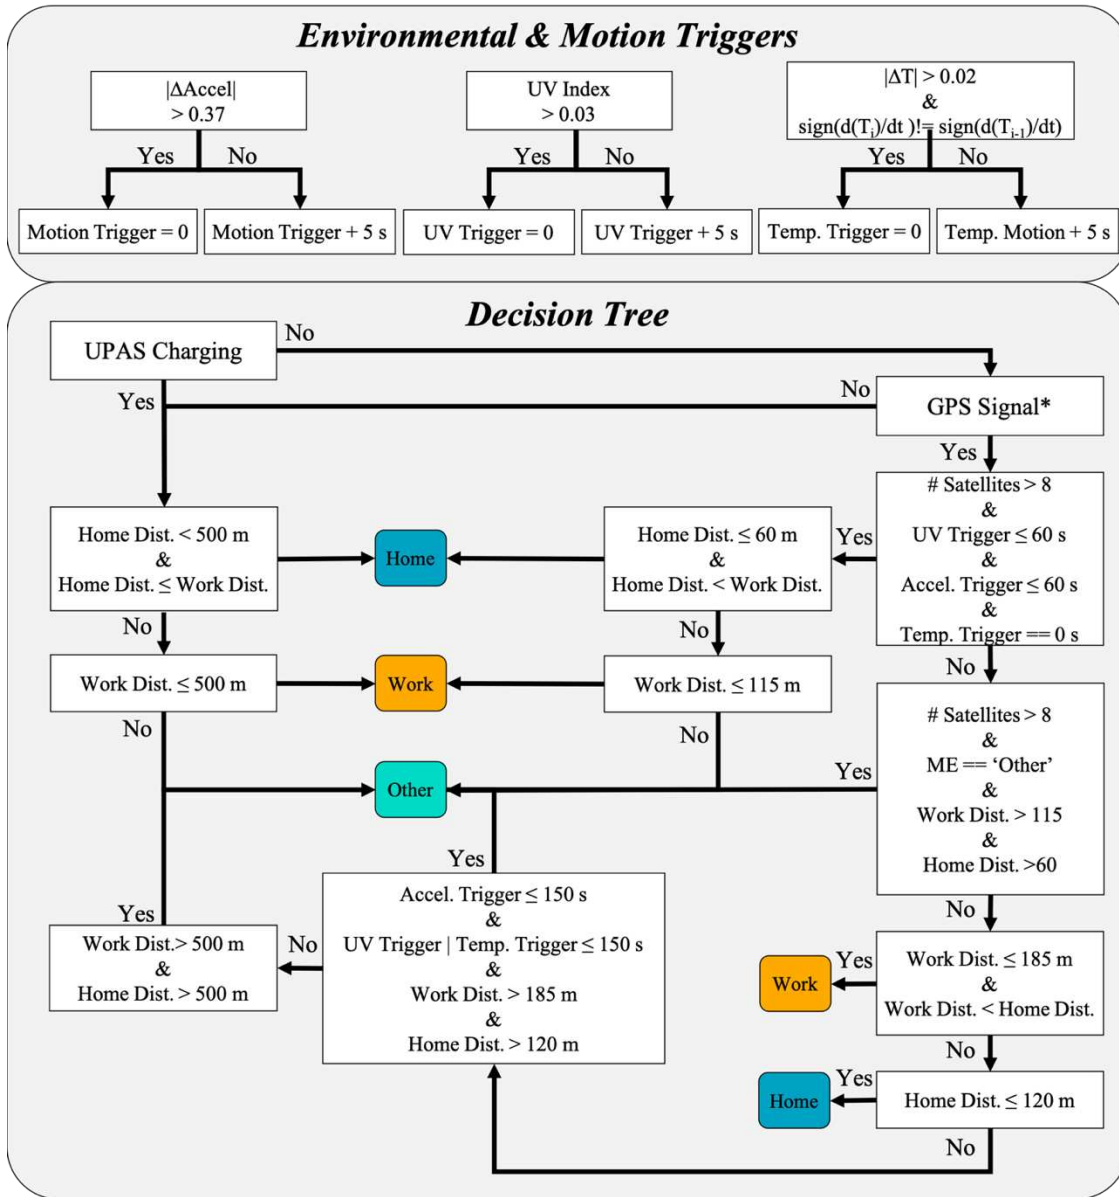 Environmental & Motion Triggers
|ΔAccel|
> 0.37
UV Index
> 0.03
|ΔT| > 0.02
&
sign(d(Tᵢ)/dt )!= sign(d(Tᵢ₋₁)/dt)
Yes
No
Yes
No
Yes
No
Motion Trigger = 0
Motion Trigger + 5 s
UV Trigger = 0
UV Trigger + 5 s
Temp. Trigger = 0
Temp. Motion + 5 s
Decision Tree
UPAS Charging
No
Yes
No
GPS Signal*
Yes
Home Dist. < 500 m
&
Home Dist. ≤ Work Dist.
Home
Home Dist. ≤ 60 m
&
Home Dist. < Work Dist.
Yes
# Satellites > 8
&
UV Trigger ≤ 60 s
&
Accel. Trigger ≤ 60 s
&
Temp. Trigger == 0 s
No
No
No
Work Dist. ≤ 500 m
Work
Work Dist. ≤ 115 m
No
No
Other
Yes
# Satellites > 8
&
ME == ‘Other’
&
Work Dist. > 115
&
Home Dist. >60
No
Yes
Yes
Work Dist.> 500 m
&
Home Dist. > 500 m
No
Accel. Trigger ≤ 150 s
&
UV Trigger | Temp. Trigger ≤ 150 s
&
Work Dist. > 185 m
&
Home Dist. > 120 m
Work
Yes
Work Dist. ≤ 185 m
&
Work Dist. < Home Dist.
No
Home
Yes
Home Dist. ≤ 120 m
No